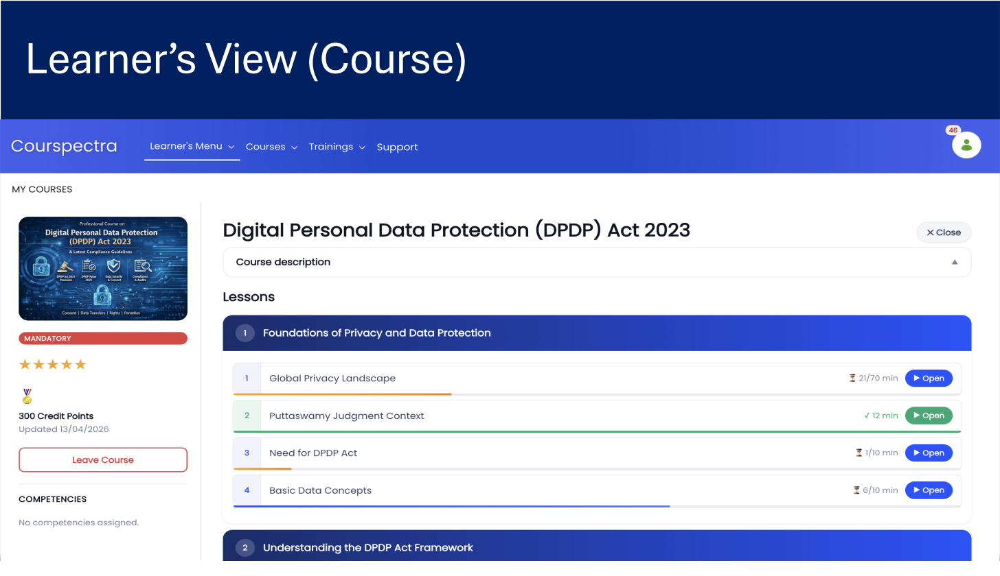 Learner’s View (Course)
Courspectra
Learner's Menu
Courses
Trainings
Support
46
MY COURSES
Professional Course on
Digital Personal Data Protection
(DPDP) Act 2023
& Latest Compliance Guidelines
DPDP Act 2023
Provisions
DPDP Rules
2025
Data Security
& Consent
Compliance
& Audits
Consent | Data Transfers | Rights | Penalties
MANDATORY
300 Credit Points
Updated 13/04/2026
Leave Course
COMPETENCIES
No competencies assigned.
Digital Personal Data Protection (DPDP) Act 2023
Close
Course description
Lessons
1 Foundations of Privacy and Data Protection
1 Global Privacy Landscape 21/70 min Open
2 Puttaswamy Judgment Context ✓ 12 min Open
3 Need for DPDP Act 1/10 min Open
4 Basic Data Concepts 6/10 min Open
2 Understanding the DPDP Act Framework